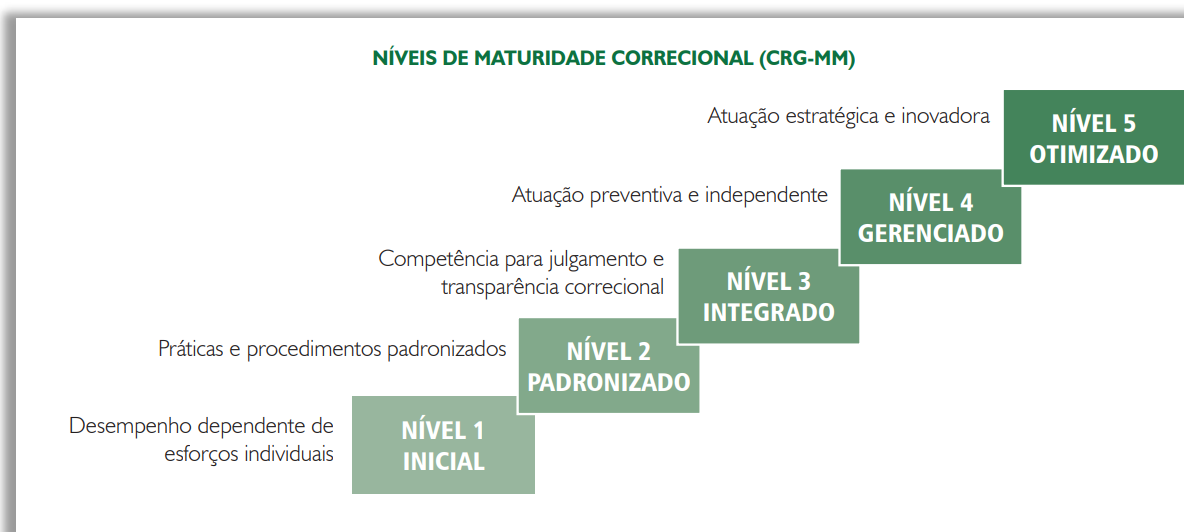 NÍVEIS DE MATURIDADE CORRECIONAL (CRG-MM)
Atuação estratégica e inovadora
NÍVEL 5
OTIMIZADO
Atuação preventiva e independente
NÍVEL 4
GERENCIADO
Competência para julgamento e
transparência correcional
NÍVEL 3
INTEGRADO
Práticas e procedimentos padronizados
NÍVEL 2
PADRONIZADO
Desempenho dependente de
esforços individuais
NÍVEL 1
INICIAL